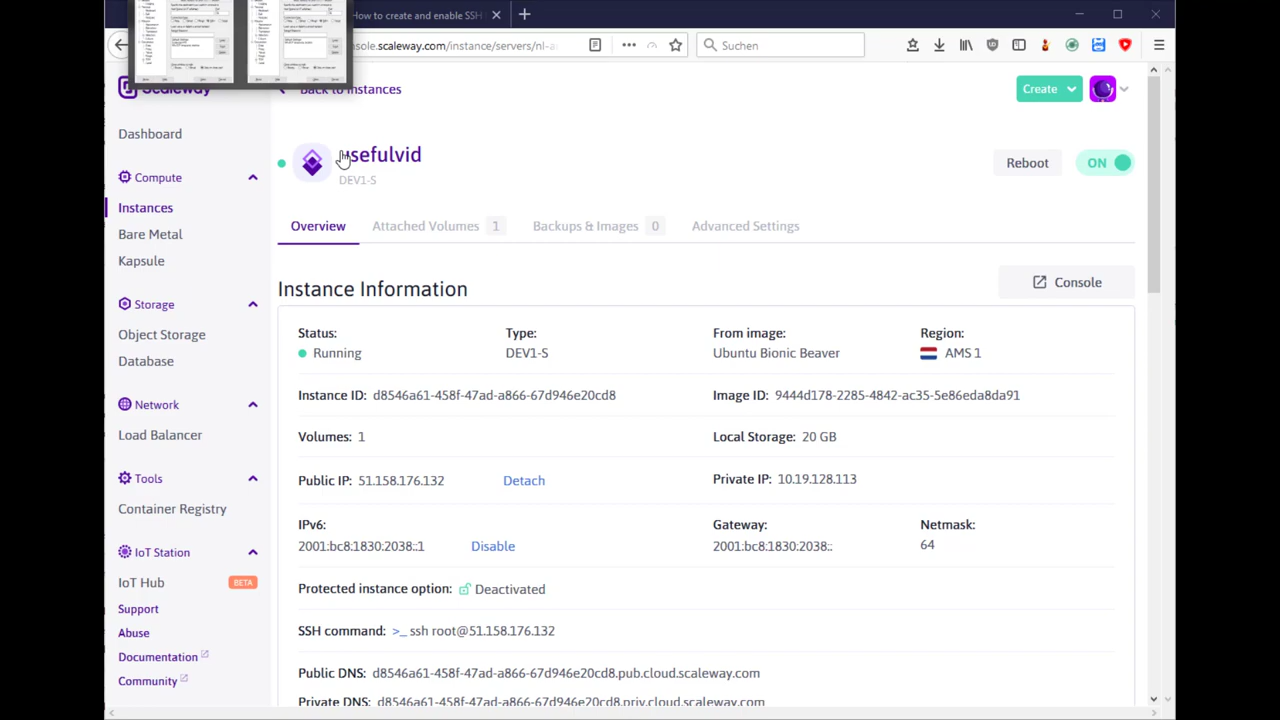 How to create and enable SSH
nsole.scaleway.com/instance/servers/nl-a
Suchen
Scaleway
Back to Instances
Create
Dashboard
usefulvid
DEV1-S
Reboot
ON
Compute
Instances
Bare Metal
Kapsule
Overview
Attached Volumes 1
Backups & Images 0
Advanced Settings
Instance Information
Console
Storage
Object Storage
Database
Status:
Running
Type:
DEV1-S
From image:
Ubuntu Bionic Beaver
Region:
AMS 1
Instance ID: d8546a61-458f-47ad-a866-67d946e20cd8
Image ID: 9444d178-2285-4842-ac35-5e86eda8da91
Network
Load Balancer
Volumes: 1
Local Storage: 20 GB
Tools
Container Registry
Public IP: 51.158.176.132
Detach
Private IP: 10.19.128.113
IoT Station
IoT Hub
BETA
IPv6:
2001:bc8:1830:2038::1
Disable
Gateway:
2001:bc8:1830:2038::
Netmask:
64
Protected instance option: Deactivated
Support
Abuse
Documentation
Community
SSH command: >_ ssh root@51.158.176.132
Public DNS: d8546a61-458f-47ad-a866-67d946e20cd8.pub.cloud.scaleway.com
Private DNS: d8546a61-458f-47ad-a866-67d946e20cd8.priv.cloud.scaleway.com